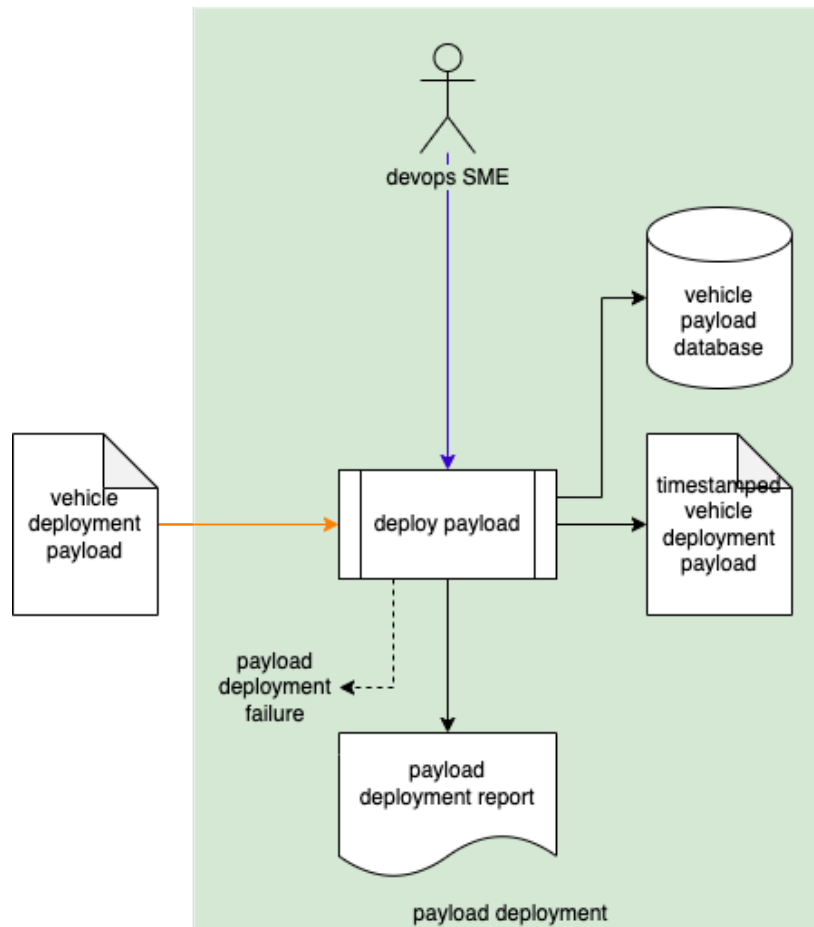 devops SME
vehicle
payload
database
vehicle
deployment
payload
deploy payload
timestamped
vehicle
deployment
payload
payload
deployment
failure
payload
deployment report
payload deployment